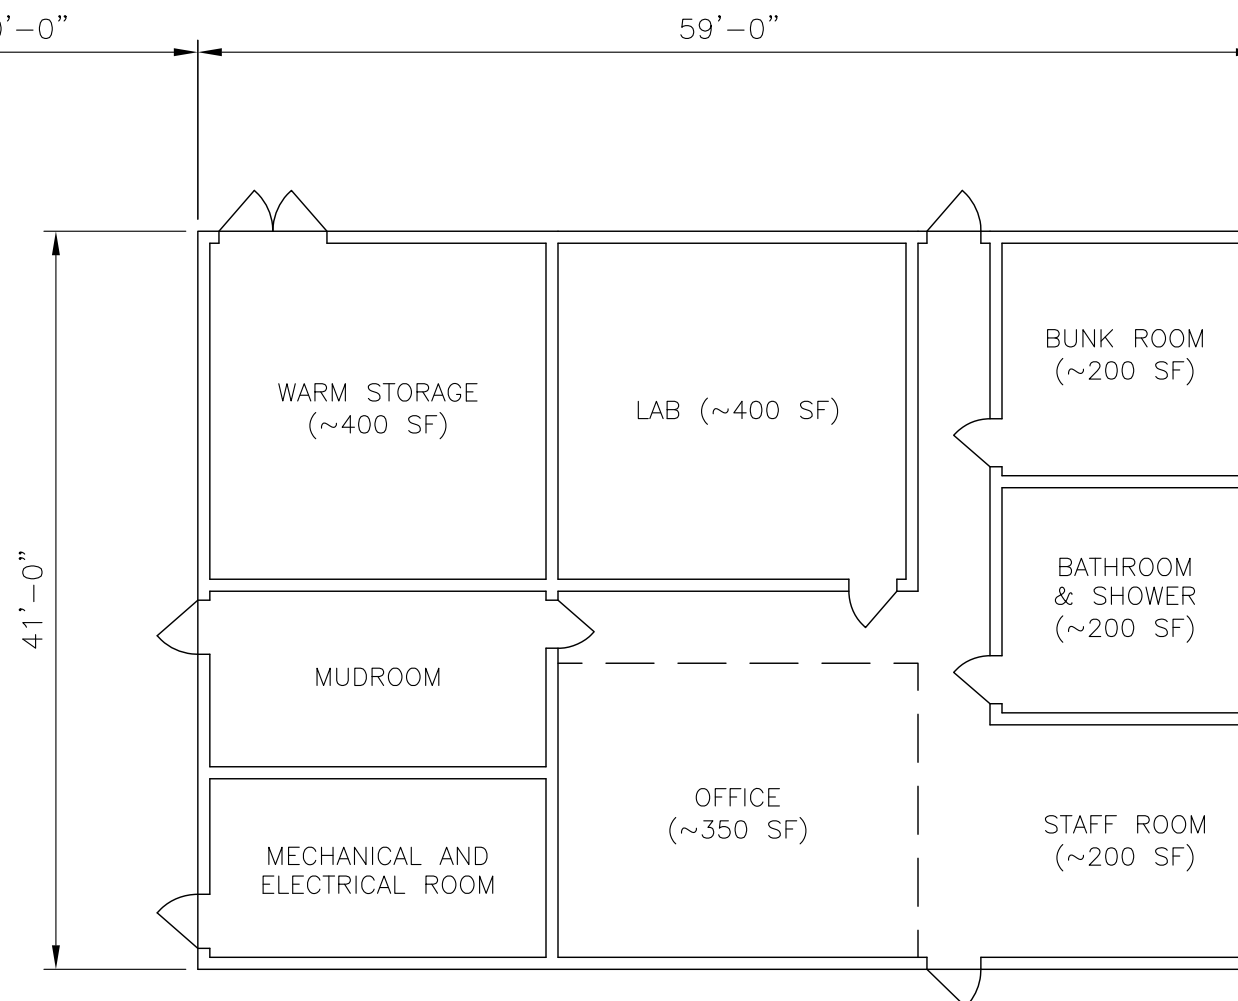 '-0"
59'-0"
BUNK ROOM
(~200 SF)
WARM STORAGE
(~400 SF)
LAB (~400 SF)
BATHROOM
& SHOWER
(~200 SF)
41'-0"
MUDROOM
OFFICE
(~350 SF)
STAFF ROOM
(~200 SF)
MECHANICAL AND
ELECTRICAL ROOM